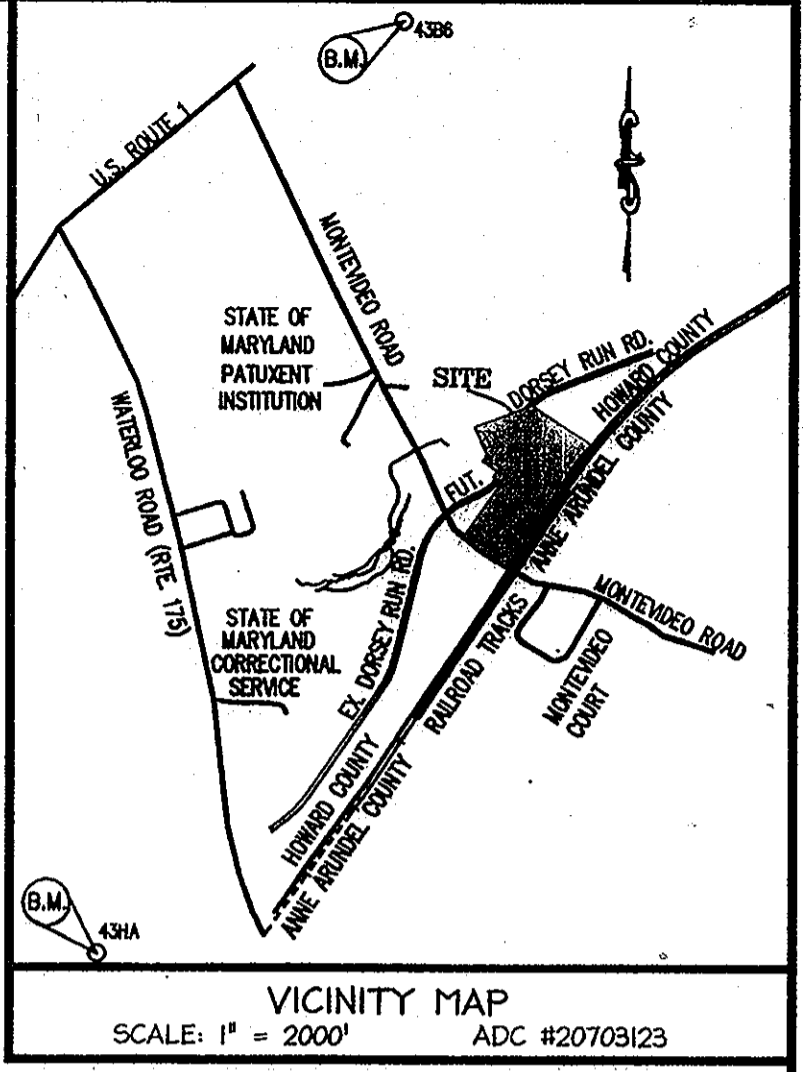 B.M.
43B6
U.S. ROUTE 1
MONTEVIDEO ROAD
STATE OF
MARYLAND
PATUXENT
INSTITUTION
SITE
DORSEY RUN RD.
HOWARD COUNTY
ANNE ARUNDEL COUNTY
FUT.
WATERLOO ROAD (RTE. 175)
EX. DORSEY RUN RD.
STATE OF
MARYLAND
CORRECTIONAL
SERVICE
RAILROAD TRACKS
MONTEVIDEO ROAD
MONTEVIDEO
COURT
HOWARD COUNTY
ANNE ARUNDEL COUNTY
B.M.
43HA
VICINITY MAP
SCALE: 1" = 2000' ADC #20703123